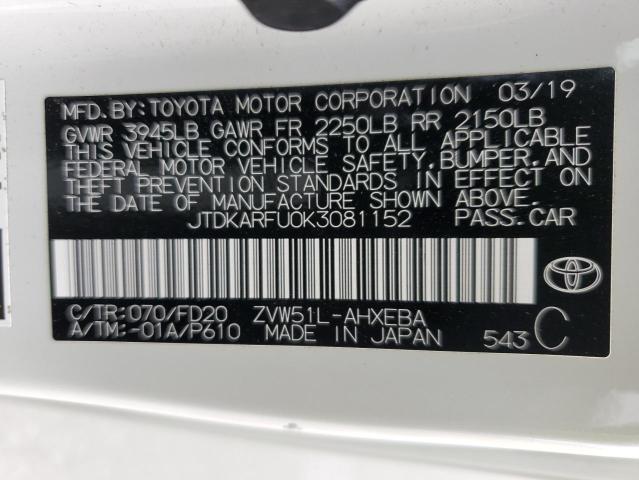 MFD.BY:TOYOTA MOTOR CORPORATION 03/19
GVWR 3945LB GAWR FR 2250LB RR 2150LB
THIS VEHICLE CONFORMS TO ALL APPLICABLE
FEDERAL MOTOR VEHICLE SAFETY,BUMPER,AND
THEFT PREVENTION STANDARDS IN EFFECT ON
THE DATE OF MANUFACTURE SHOWN ABOVE.
JTDKARFU0K3081152 PASS.CAR
C/TR:070/FD20 ZVW51L-AHXEBA
A/TM:-01A/P610 MADE IN JAPAN 543 C
TOYOTA